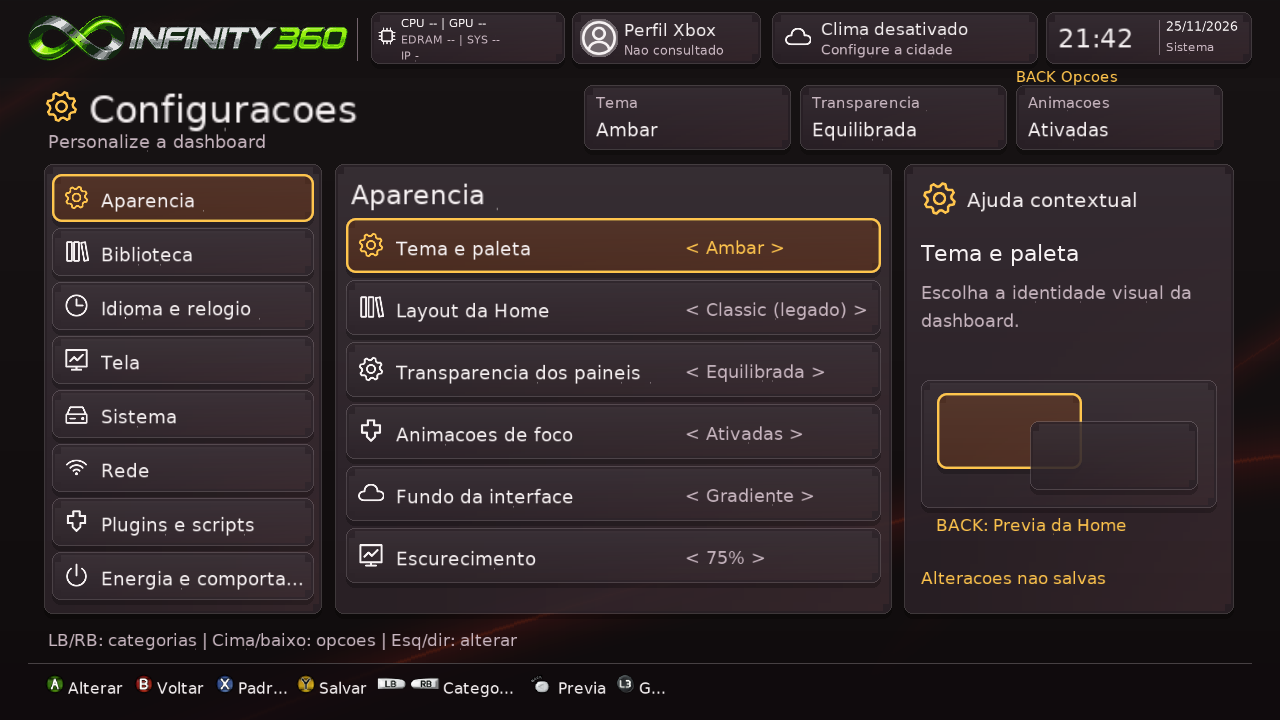 INFINITY 360
CPU -- | GPU --
EDRAM -- | SYS --
IP -
Perfil Xbox
Nao consultado
Clima desativado
Configure a cidade
21:42
25/11/2026
Sistema
BACK Opcoes
Configuracoes
Personalize a dashboard
Tema
Ambar
Transparencia
Equilibrada
Animacoes
Ativadas
Aparencia
Biblioteca
Idioma e relogio
Tela
Sistema
Rede
Plugins e scripts
Energia e comporta...
Aparencia
Tema e paleta < Ambar >
Layout da Home < Classic (legado) >
Transparencia dos paineis < Equilibrada >
Animacoes de foco < Ativadas >
Fundo da interface < Gradiente >
Escurecimento < 75% >
Ajuda contextual
Tema e paleta
Escolha a identidade visual da
dashboard.
BACK: Previa da Home
Alteracoes nao salvas
LB/RB: categorias | Cima/baixo: opcoes | Esq/dir: alterar
A Alterar B Voltar X Padr... Y Salvar LB RB Catego... Previa L3 G...